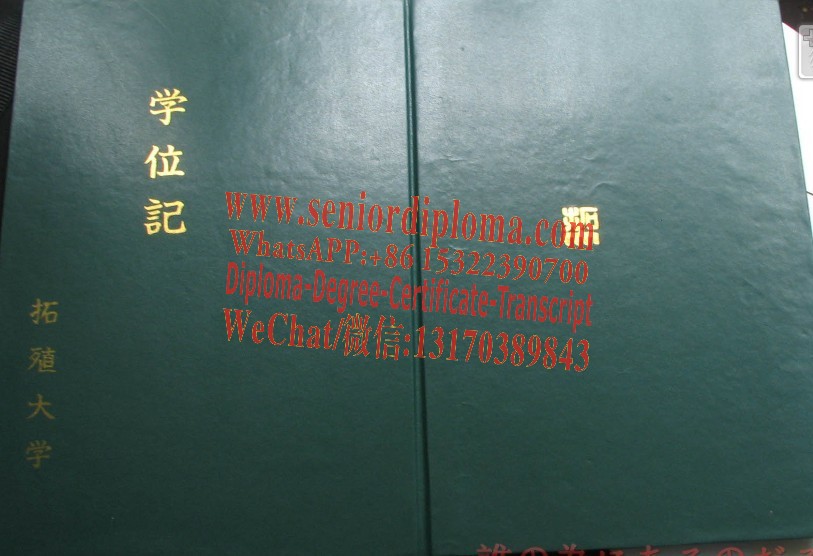 学位記
拓殖大学
www.seniordiploma.com
WhatsAPP:+86 15322390700
Diploma-Degree-Certificate-Transcript
WeChat/微信:13170389843